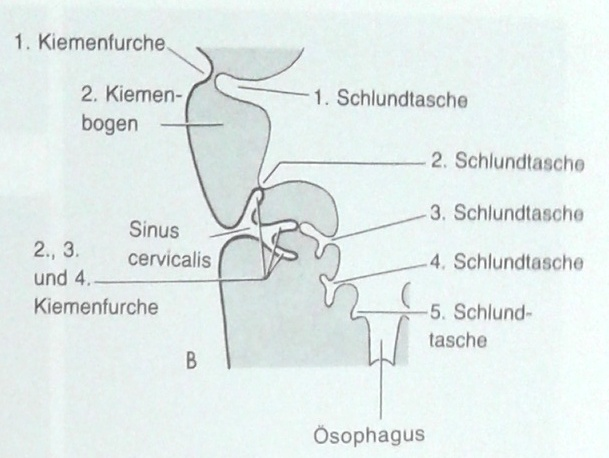 1. Kiemenfurche
2. Kiemen-
bogen
1. Schlundtasche
2. Schlundtasche
Sinus
cervicalis
3. Schlundtasche
2., 3.
und 4.
Kiemenfurche
4. Schlundtasche
5. Schlund-
tasche
B
Ösophagus